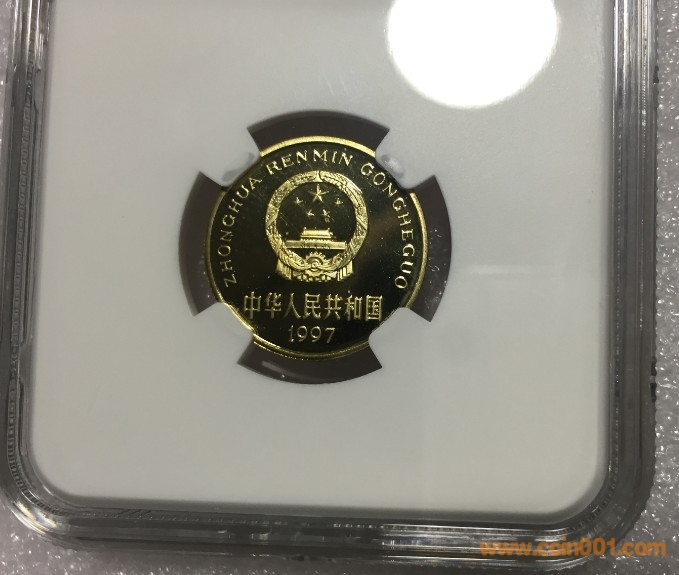 ZHONGHUA RENMIN GONGHEGUO
中华人民共和国
1997
www.coin001.com